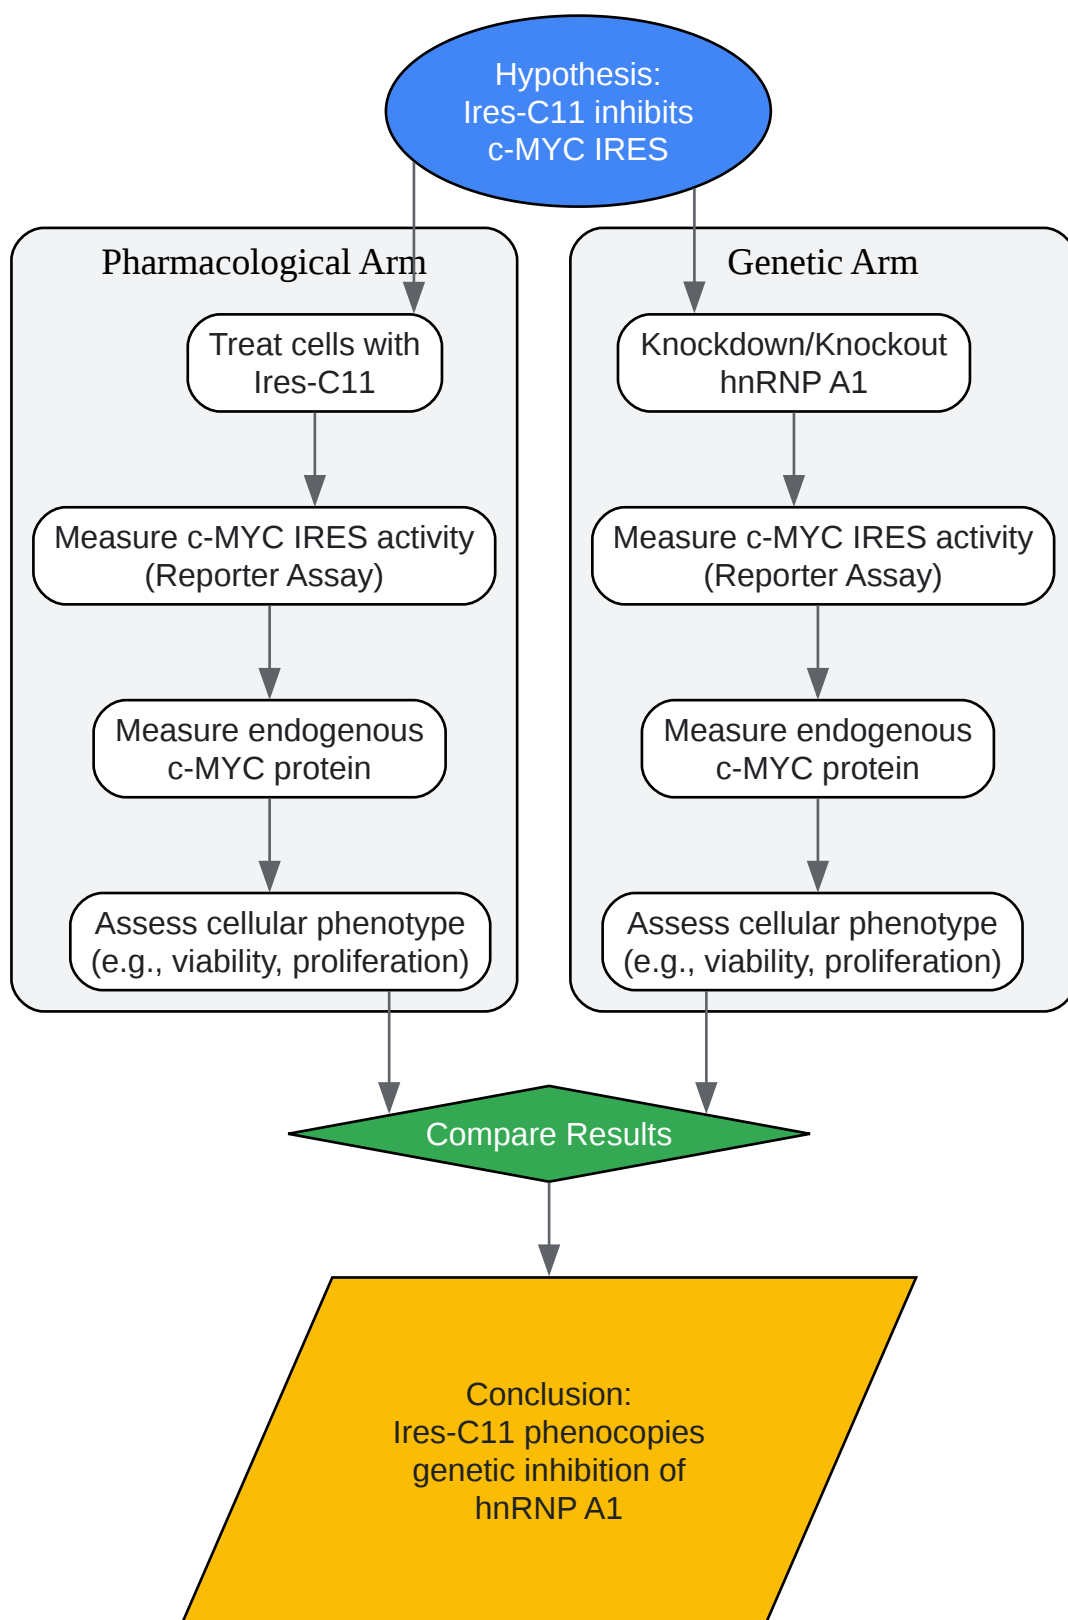 Hypothesis:
Ires-C11 inhibits
c-MYC IRES
Pharmacological Arm
Treat cells with
Ires-C11
Measure c-MYC IRES activity
(Reporter Assay)
Measure endogenous
c-MYC protein
Assess cellular phenotype
(e.g., viability, proliferation)
Genetic Arm
Knockdown/Knockout
hnRNP A1
Measure c-MYC IRES activity
(Reporter Assay)
Measure endogenous
c-MYC protein
Assess cellular phenotype
(e.g., viability, proliferation)
Compare Results
Conclusion:
Ires-C11 phenocopies
genetic inhibition of
hnRNP A1